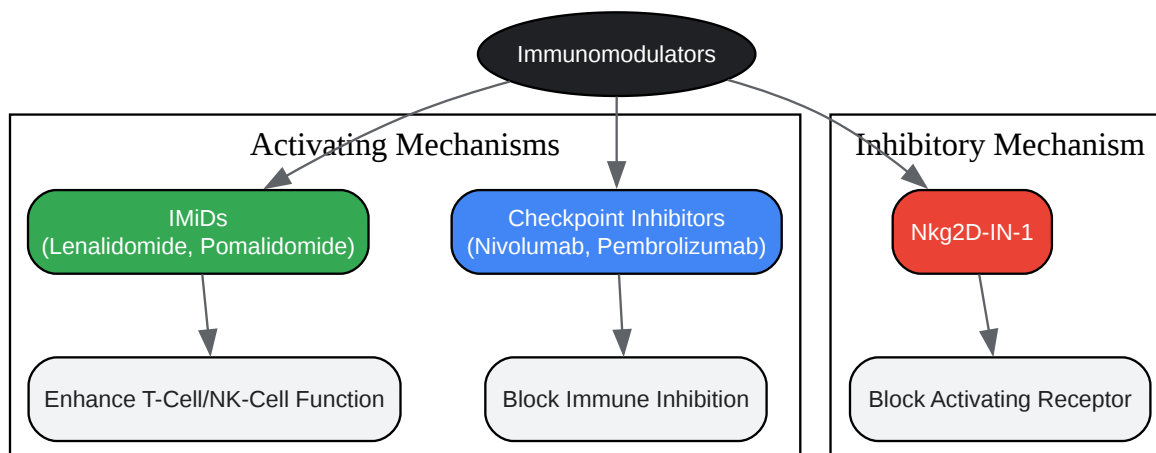 Immunomodulators
Activating Mechanisms
Inhibitory Mechanism
IMiDs
(Lenalidomide, Pomalidomide)
Checkpoint Inhibitors
(Nivolumab, Pembrolizumab)
Nkg2D-IN-1
Enhance T-Cell/NK-Cell Function
Block Immune Inhibition
Block Activating Receptor